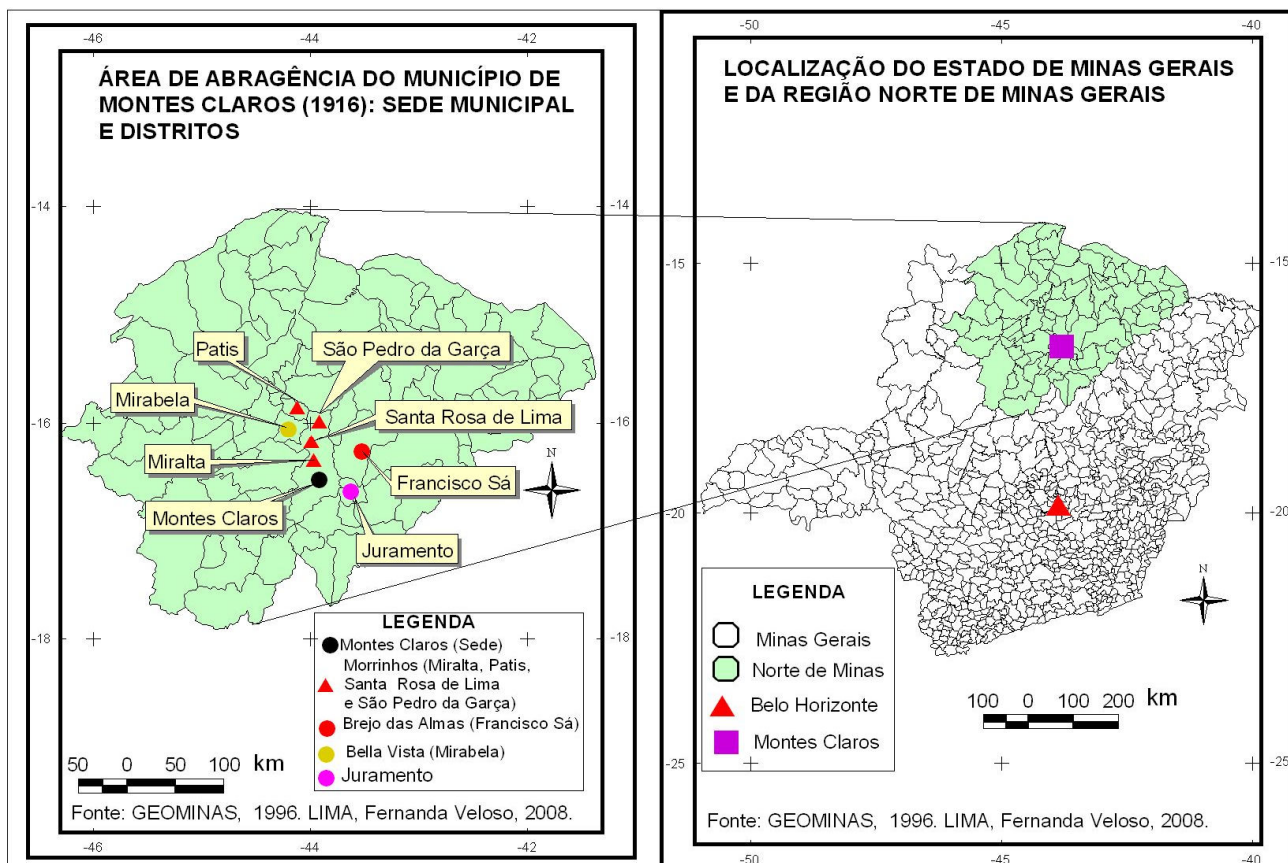 -46
-44
-42
ÁREA DE ABRAGÊNCIA DO MUNICÍPIO DE
MONTES CLAROS (1916): SEDE MUNICIPAL
E DISTRITOS
-14
-14
Patis
São Pedro da Garça
Mirabela
Santa Rosa de Lima
-16
-16
Miralta
Francisco Sá
Montes Claros
N
Juramento
-18
-18
LEGENDA
Montes Claros (Sede)
Morrinhos (Miralta, Patis,
Santa Rosa de Lima
e São Pedro da Garça)
Brejo das Almas (Francisco Sá)
Bella Vista (Mirabela)
Juramento
50 0 50 100 km
Fonte: GEOMINAS, 1996. LIMA, Fernanda Veloso, 2008.
-46
-44
-42
-50
-45
-40
LOCALIZAÇÃO DO ESTADO DE MINAS GERAIS
E DA REGIÃO NORTE DE MINAS GERAIS
-15
-15
-20
-20
N
LEGENDA
Minas Gerais
Norte de Minas
Belo Horizonte
Montes Claros
100 0 100 200 km
-25
-25
Fonte: GEOMINAS, 1996. LIMA, Fernanda Veloso, 2008.
-50
-45
-40